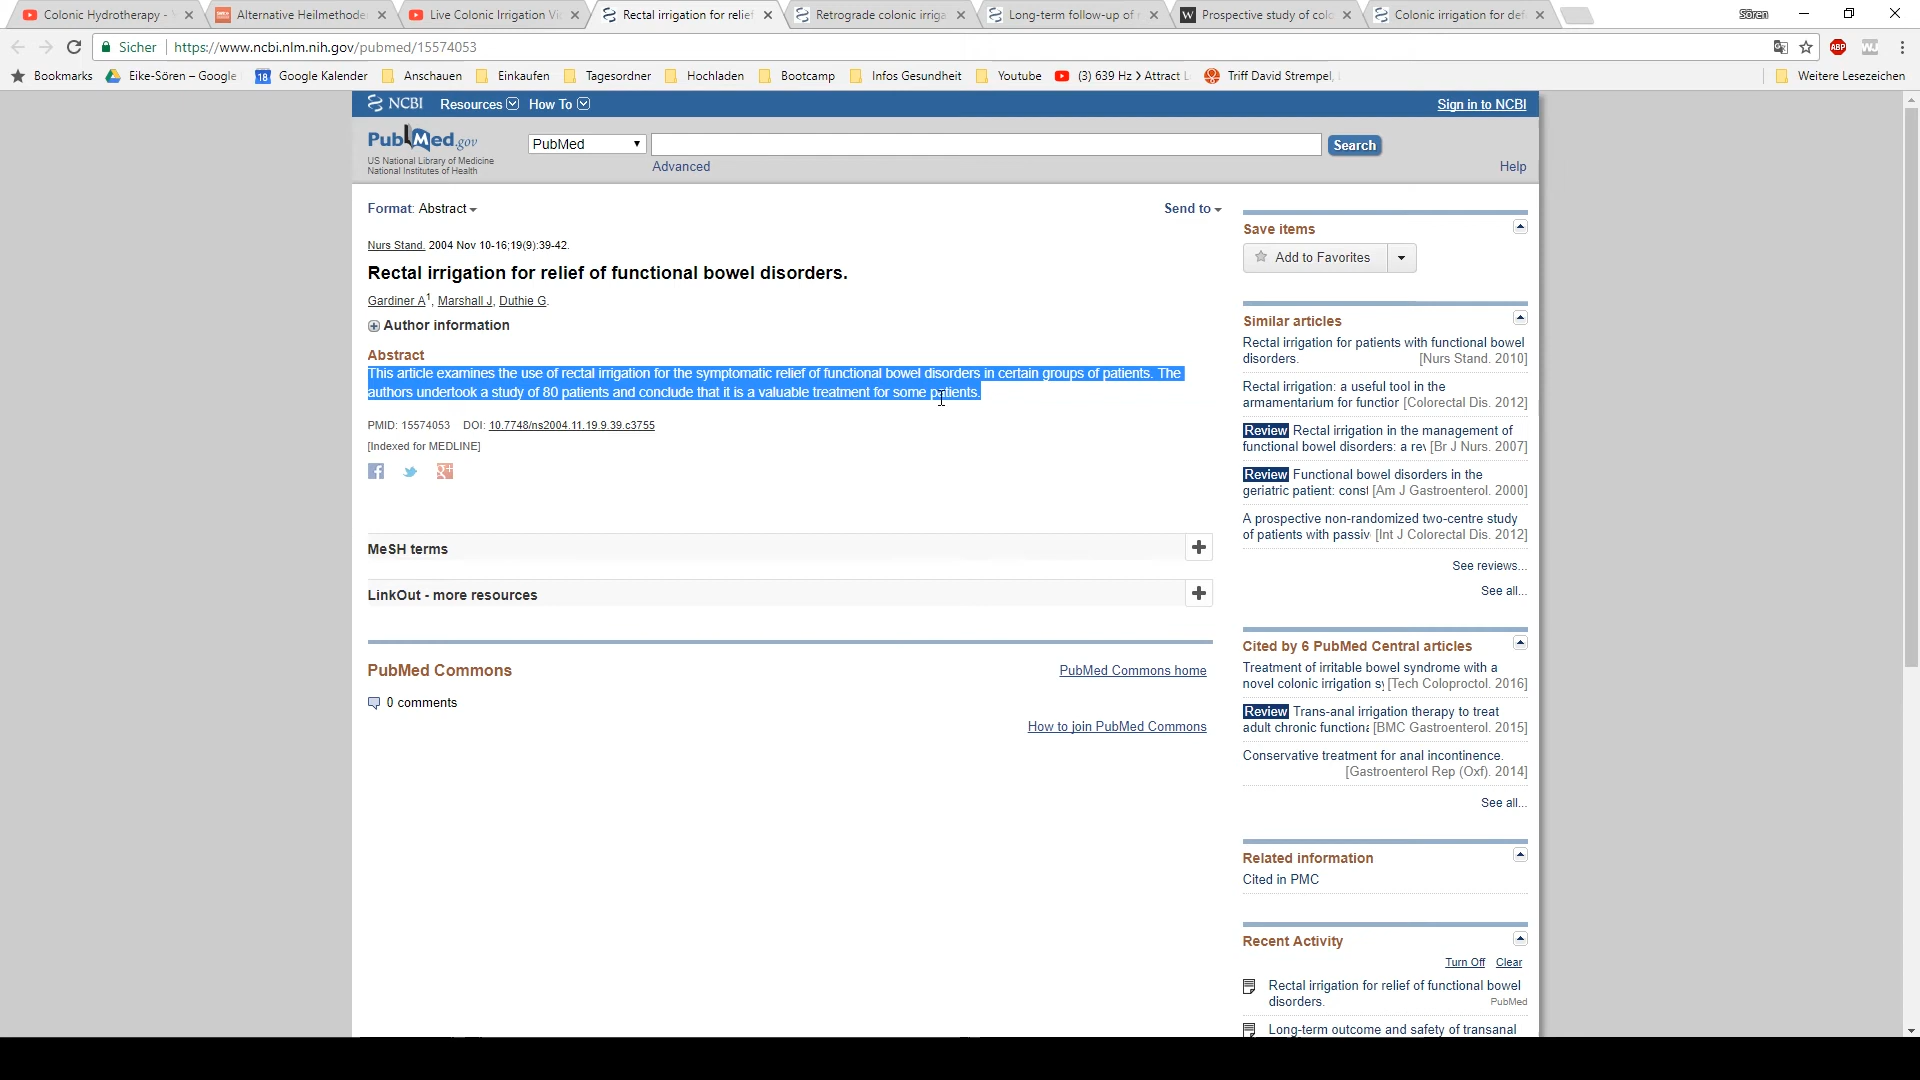 Colonic Hydrotherapy -
Alternative Heilmethode
Live Colonic Irrigation Vi
Rectal irrigation for relief
Retrograde colonic irriga
Long-term follow-up of
Prospective study of colo
Colonic irrigation for def
Sören
Sicher
https://www.ncbi.nlm.nih.gov/pubmed/15574053
ABP
Bookmarks
Eike-Sören – Google
18
Google Kalender
Anschauen
Einkaufen
Tagesordner
Hochladen
Bootcamp
Infos Gesundheit
Youtube
(3) 639 Hz > Attract L
Triff David Strempel,
Weitere Lesezeichen
NCBI Resources How To
Sign in to NCBI
PubMed.gov
US National Library of Medicine
National Institutes of Health
PubMed
Search
Advanced
Help
Format: Abstract
Send to
Nurs Stand. 2004 Nov 10-16;19(9):39-42.
Rectal irrigation for relief of functional bowel disorders.
Gardiner A1, Marshall J, Duthie G.
Author information
Abstract
This article examines the use of rectal irrigation for the symptomatic relief of functional bowel disorders in certain groups of patients. The
authors undertook a study of 80 patients and conclude that it is a valuable treatment for some patients.
PMID: 15574053 DOI: 10.7748/ns2004.11.19.9.39.c3755
[Indexed for MEDLINE]
MeSH terms
LinkOut - more resources
PubMed Commons
PubMed Commons home
0 comments
How to join PubMed Commons
Save items
Add to Favorites
Similar articles
Rectal irrigation for patients with functional bowel
disorders. [Nurs Stand. 2010]
Rectal irrigation: a useful tool in the
armamentarium for functior [Colorectal Dis. 2012]
Review Rectal irrigation in the management of
functional bowel disorders: a rev [Br J Nurs. 2007]
Review Functional bowel disorders in the
geriatric patient: const [Am J Gastroenterol. 2000]
A prospective non-randomized two-centre study
of patients with passiv [Int J Colorectal Dis. 2012]
See reviews...
See all...
Cited by 6 PubMed Central articles
Treatment of irritable bowel syndrome with a
novel colonic irrigation sy [Tech Coloproctol. 2016]
Review Trans-anal irrigation therapy to treat
adult chronic functiona [BMC Gastroenterol. 2015]
Conservative treatment for anal incontinence.
[Gastroenterol Rep (Oxf). 2014]
See all...
Related information
Cited in PMC
Recent Activity
Turn Off Clear
Rectal irrigation for relief of functional bowel
disorders. PubMed
Long-term outcome and safety of transanal